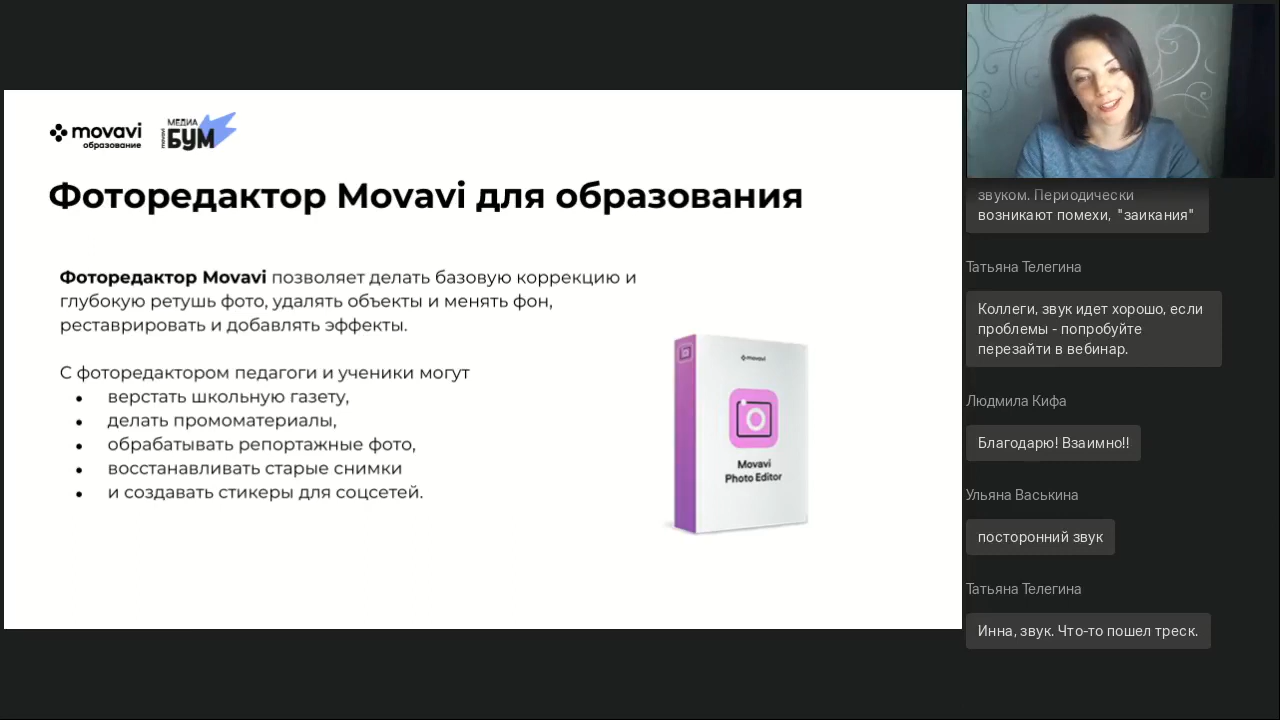 movavi
образование
МЕДИА
БУМ
movavi
Фоторедактор Movavi для образования
Фоторедактор Movavi позволяет делать базовую коррекцию и
глубокую ретушь фото, удалять объекты и менять фон,
реставрировать и добавлять эффекты.
С фоторедактором педагоги и ученики могут
• верстать школьную газету,
• делать промоматериалы,
• обрабатывать репортажные фото,
• восстанавливать старые снимки
• и создавать стикеры для соцсетей.
movavi
Movavi
Photo Editor
звуком. Периодически
возникают помехи, "заикания"
Татьяна Телегина
Коллеги, звук идет хорошо, если
проблемы - попробуйте
перезайти в вебинар.
Людмила Кифа
Благодарю! Взаимно!!
Ульяна Васькина
посторонний звук
Татьяна Телегина
Инна, звук. Что-то пошел треск.